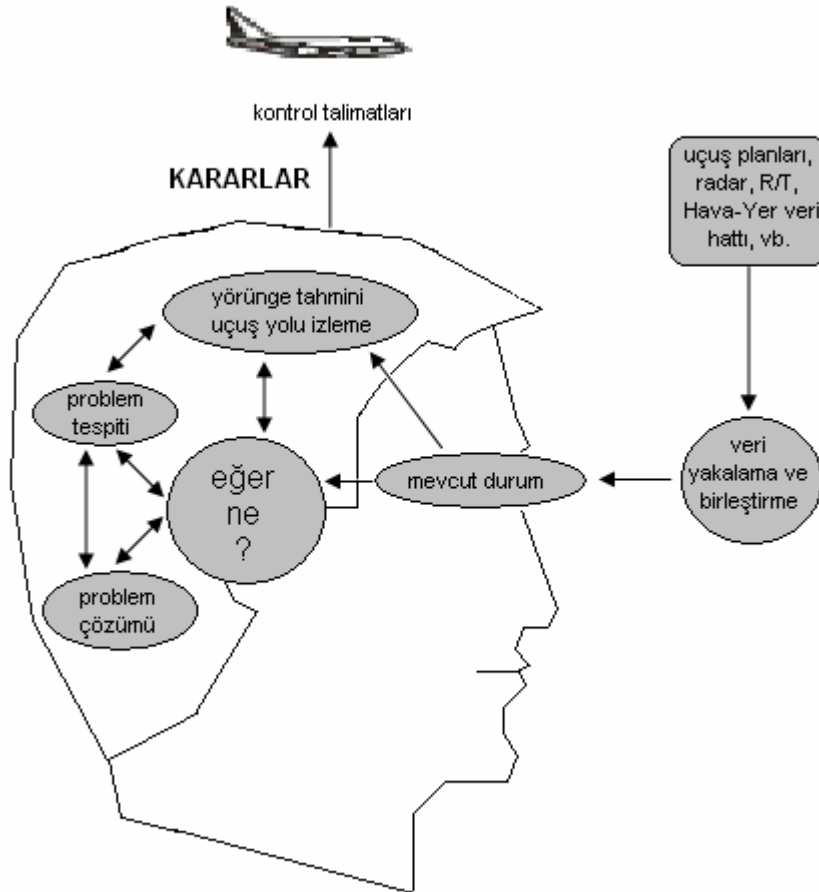 kontrol talimatları
KARARLAR
uçuş planları,
radar, R/T,
Hava-Yer veri
hattı, vb.
yörünge tahmini
uçuş yolu izleme
problem
tespiti
eğer
ne
?
mevcut durum
veri
yakalama ve
birleştirme
problem
çözümü